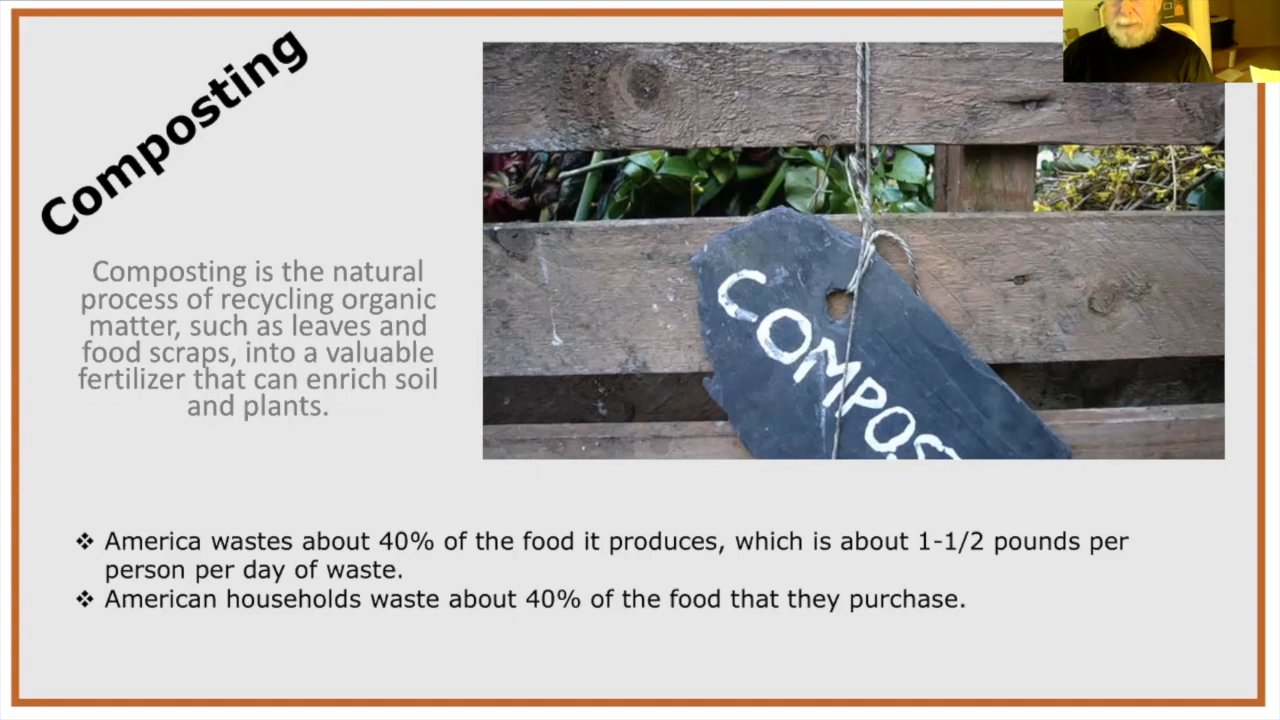 Composting
Composting is the natural
process of recycling organic
matter, such as leaves and
food scraps, into a valuable
fertilizer that can enrich soil
and plants.
COMPOST
❖ America wastes about 40% of the food it produces, which is about 1-1/2 pounds per
person per day of waste.
❖ American households waste about 40% of the food that they purchase.